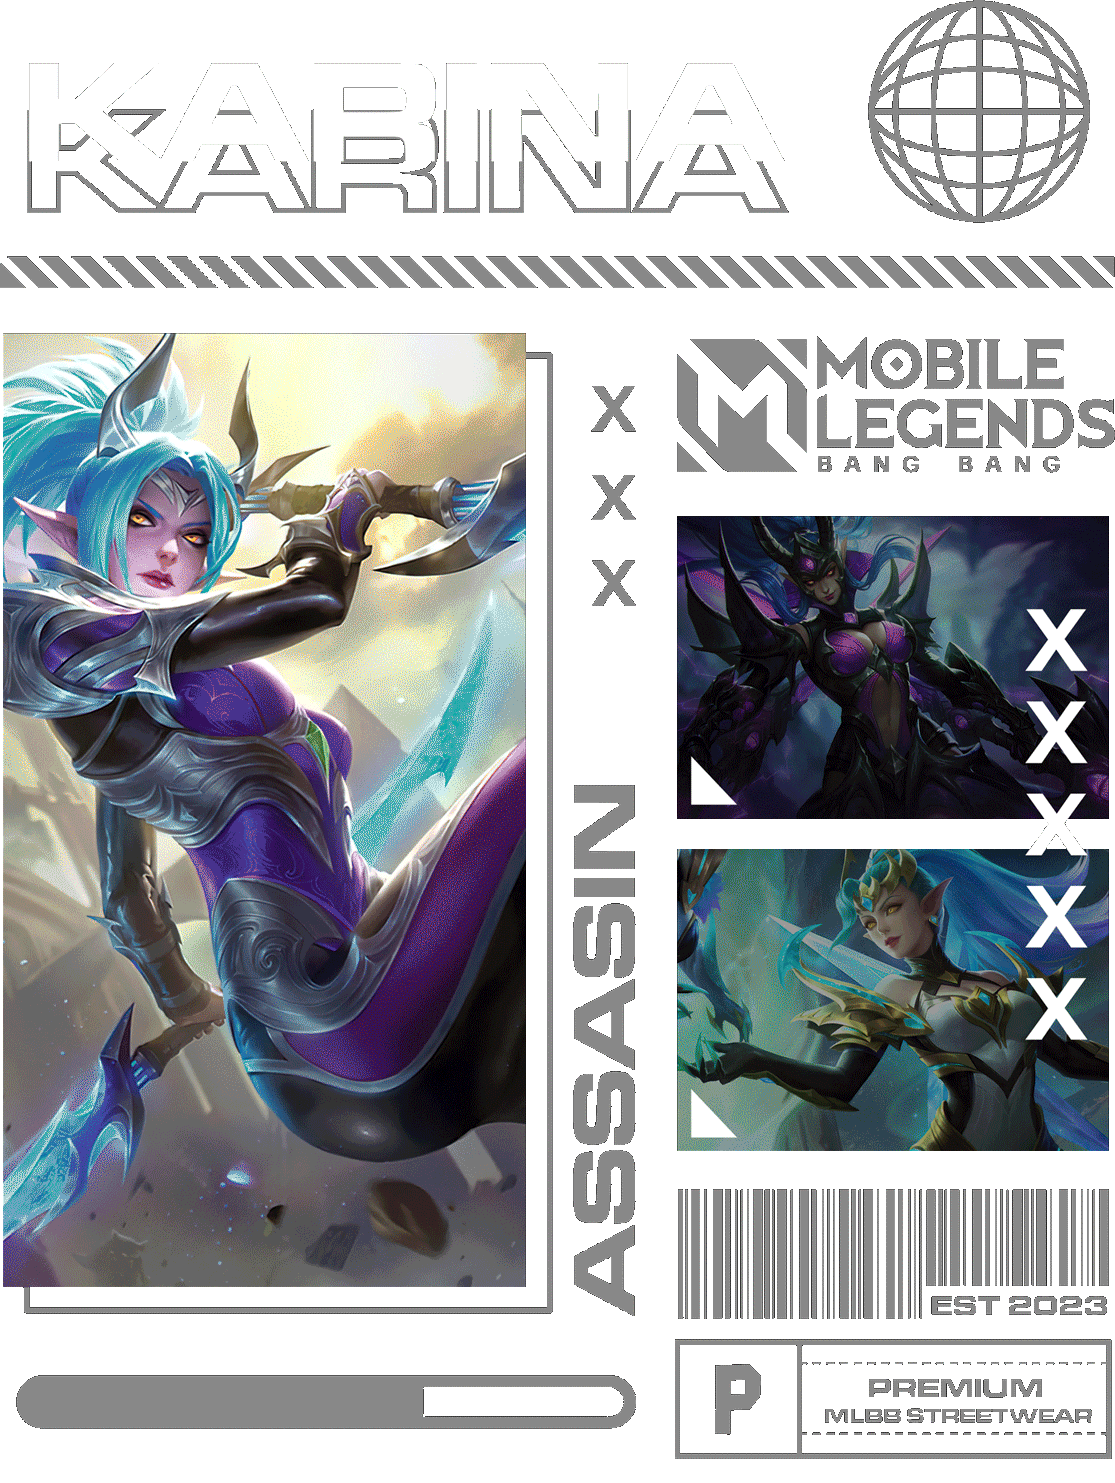 KARINA
X
X
X
MOBILE
LEGENDS
BANG BANG
ASSASIN
X
X
X
X
X
EST 2023
P
PREMIUM
MLBB STREETWEAR